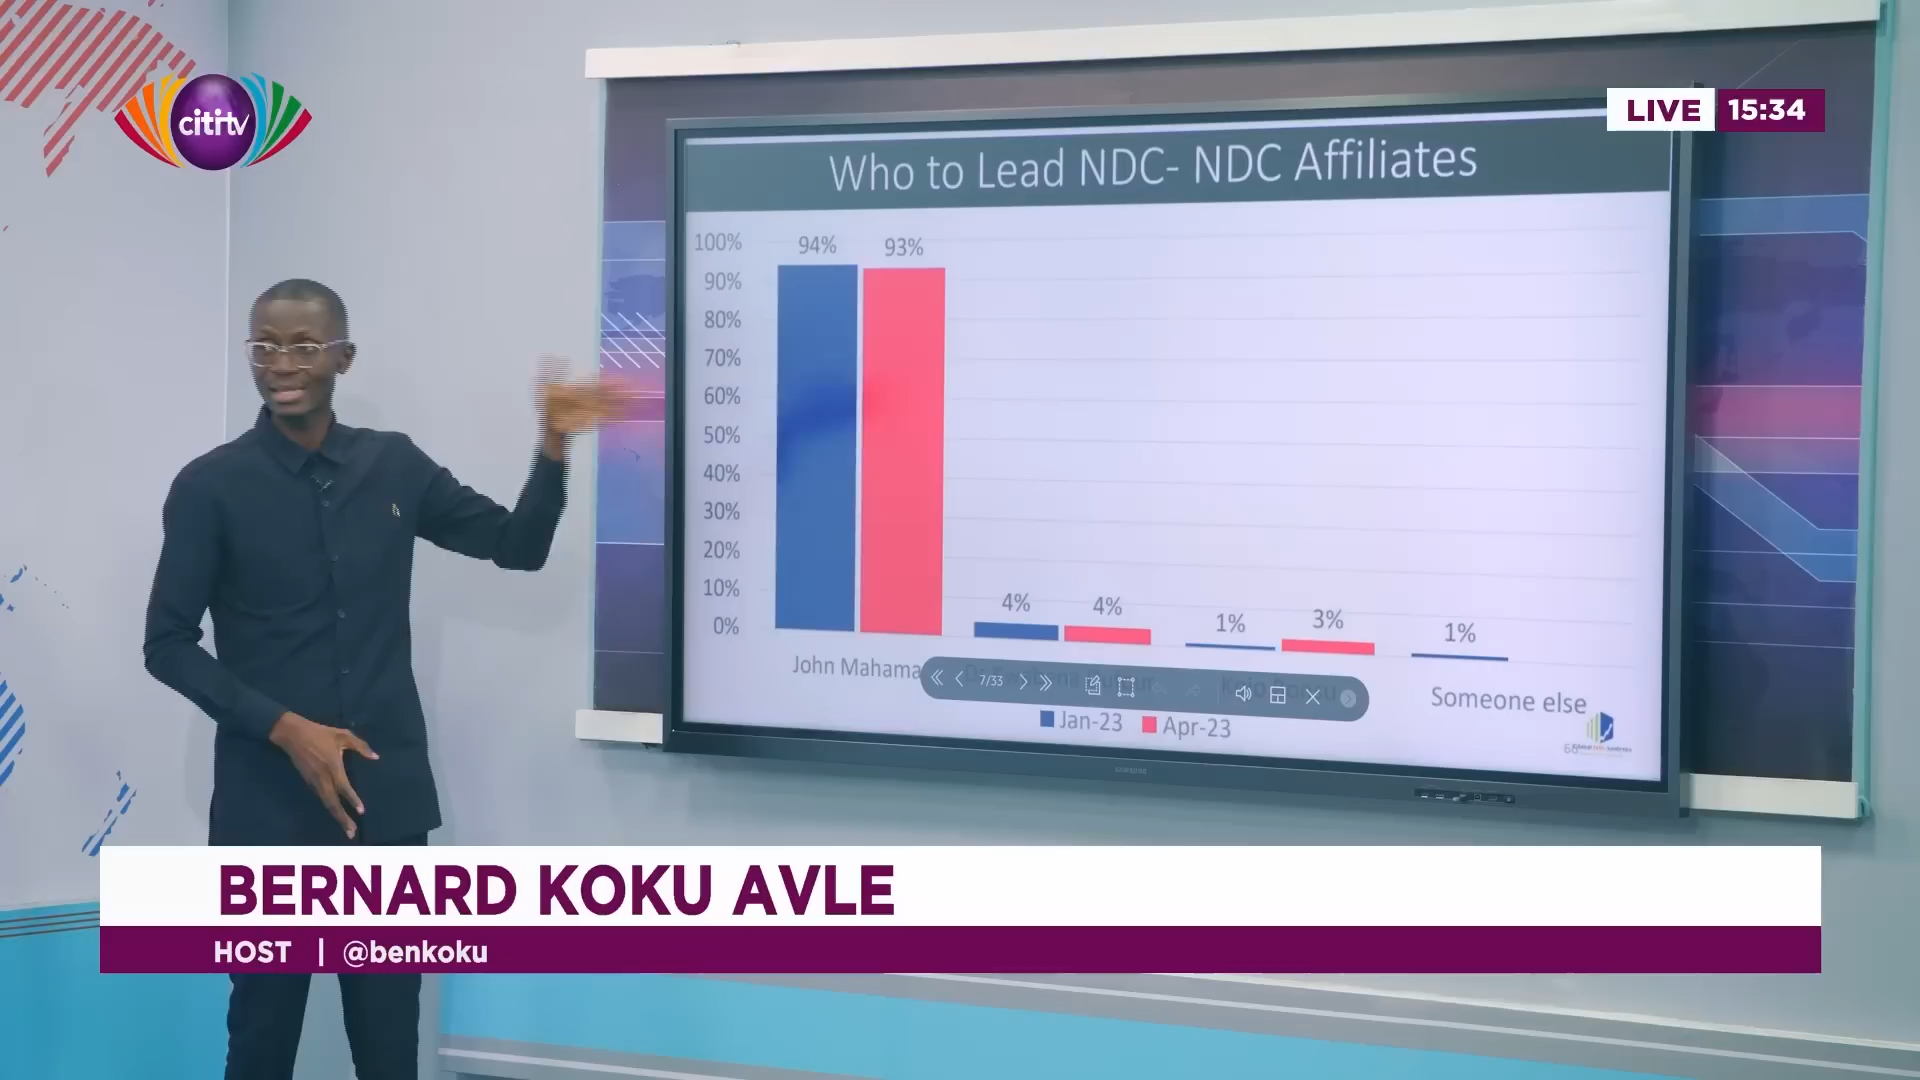 cititv
LIVE 15:34
Who to Lead NDC- NDC Affiliates
100%
90%
80%
70%
60%
50%
40%
30%
20%
10%
0%
94% 93%
4% 4%
1% 3%
1%
John Mahama
Someone else
7/33
Jan-23 Apr-23
SAMSUNG
BERNARD KOKU AVLE
HOST | @benkoku